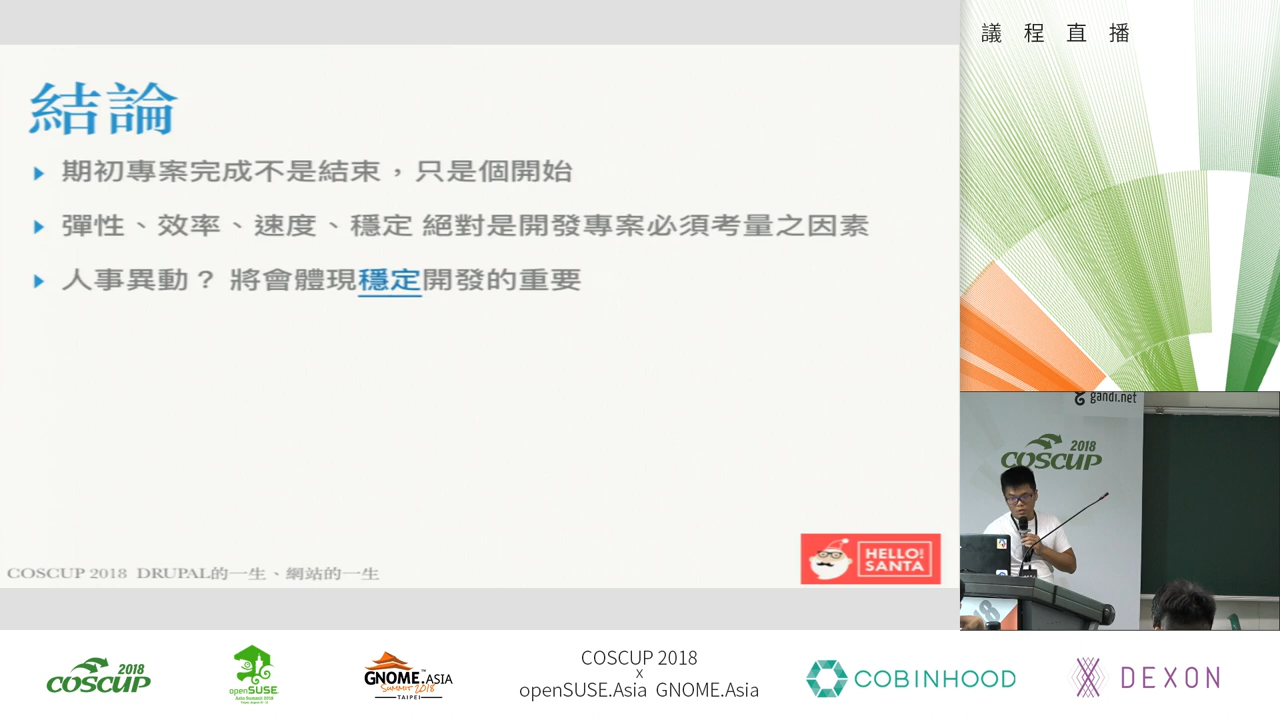 結論
期初專案完成不是結束，只是個開始
彈性、效率、速度、穩定 絕對是開發專案必須考量之因素
人事異動？ 將會體現穩定開發的重要
COSCUP 2018 DRUPAL的一生、網站的一生
HELLO
SANTA
議程直播
gandi.net
2018
COSCUP
2018
COSCUP
openSUSE
GNOME.ASIA
SUMMIT 2018
TAIPEI
COSCUP 2018
x
openSUSE.Asia GNOME.Asia
COBINHOOD
DEXON